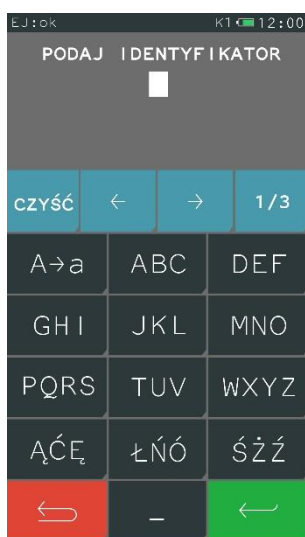 EJ:ok K1 12:00
PODAJ IDENTYFIKATOR
CZYŚĆ ← → 1/3
A→a ABC DEF
GHI JKL MNO
PQRS TUV WXYZ
ĄĆĘ ŁŃÓ ŚŻŹ
_